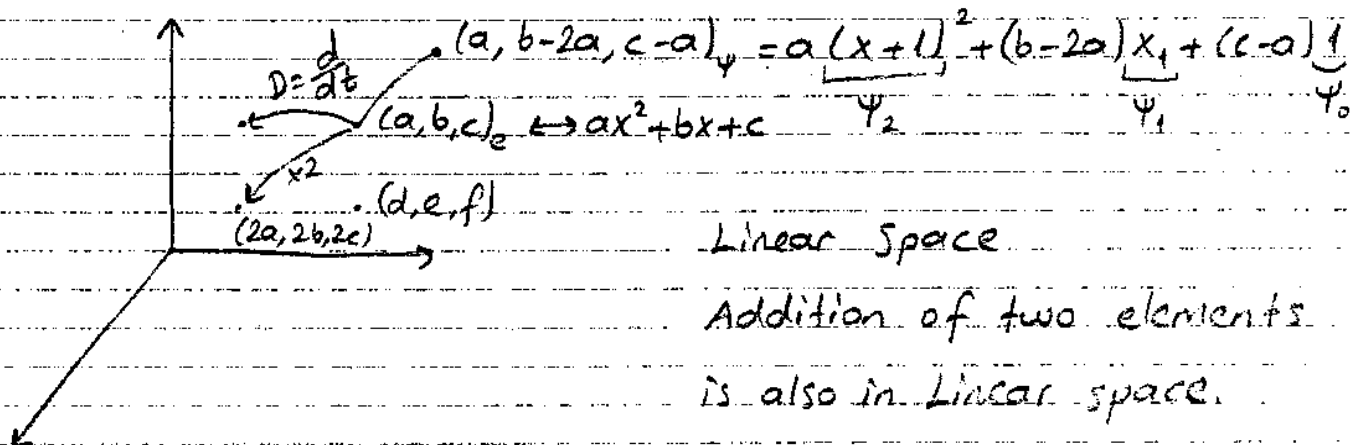 (a, b-2a, c-a)ψ = a (x+1)² + (b-2a) x₁ + (c-a) 1
ψ₂ ψ₁ ψ₀
D = d/dt
(a,b,c)e ↔ ax²+bx+c
x2
(d,e,f)
(2a, 2b, 2c)
Linear Space
Addition of two elements
is also in Linear space.